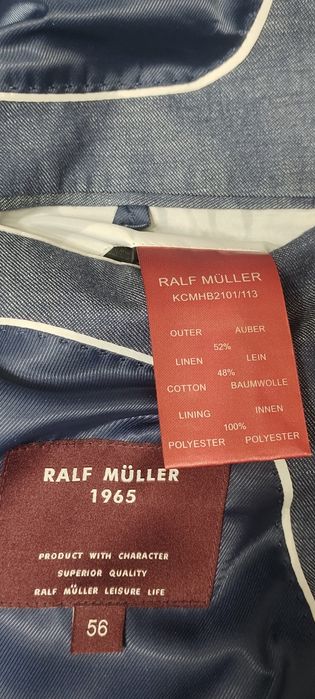 RALF MÜLLER
KCMHB2101/113
OUTER AUBER
52%
LINEN LEIN
48%
COTTON BAUMWOLLE
LINING INNEN
100%
POLYESTER POLYESTER
RALF MÜLLER
1965
PRODUCT WITH CHARACTER
SUPERIOR QUALITY
RALF MÜLLER LEISURE LIFE
56